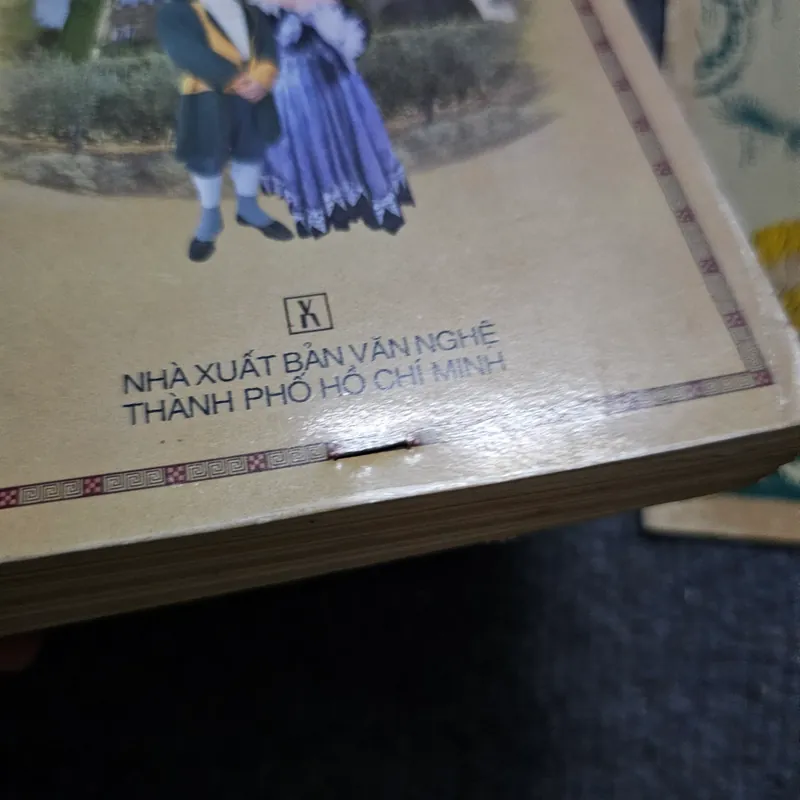 NHÀ XUẤT BẢN VĂN NGHỆ
THÀNH PHỐ HỒ CHÍ MINH